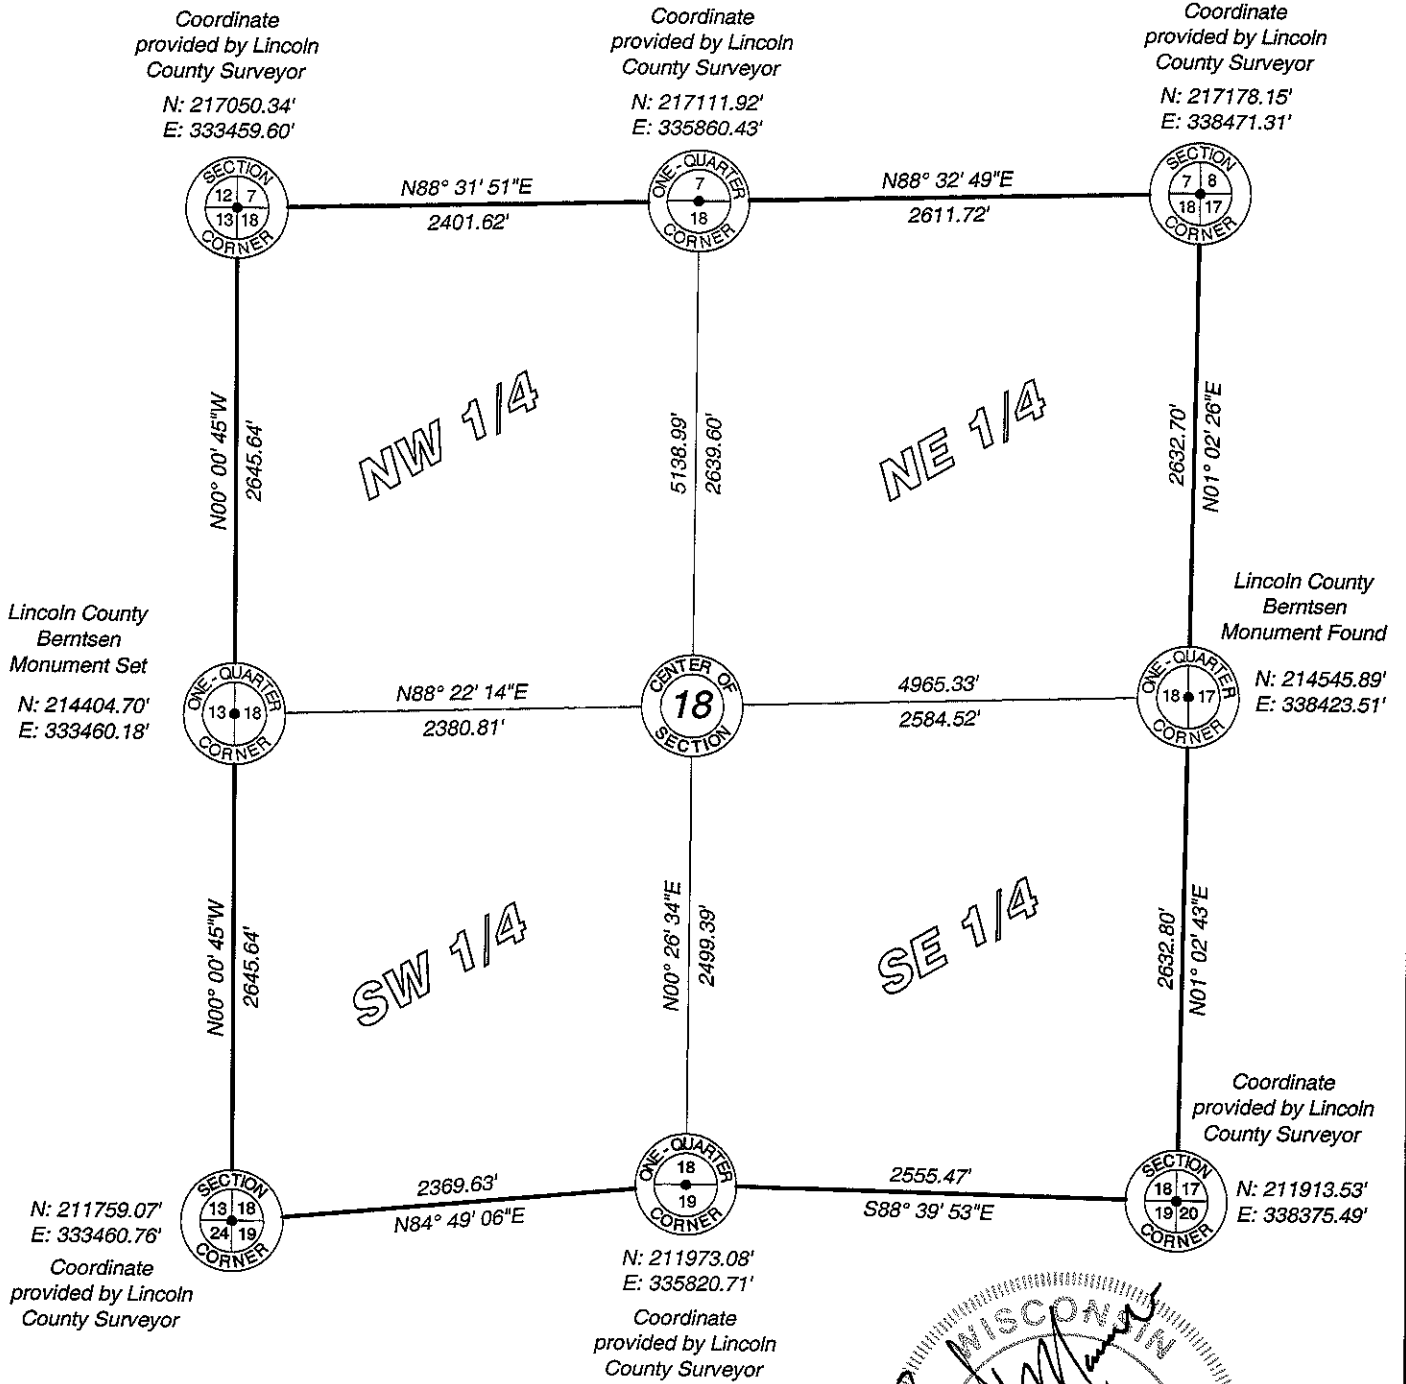 Coordinate
provided by Lincoln
County Surveyor
N: 217050.34'
E: 333459.60'
Coordinate
provided by Lincoln
County Surveyor
N: 217111.92'
E: 335860.43'
Coordinate
provided by Lincoln
County Surveyor
N: 217178.15'
E: 338471.31'
SECTION
12 7
13 18
CORNER
N88° 31' 51"E
2401.62'
ONE-QUARTER
7
18
CORNER
N88° 32' 49"E
2611.72'
SECTION
7 8
18 17
CORNER
N00° 00' 45"W
2645.64'
NW 1/4
5138.99'
2639.60'
NE 1/4
2632.70'
N01° 02' 26"E
Lincoln County
Berntsen
Monument Set
N: 214404.70'
E: 333460.18'
ONE-QUARTER
13 18
CORNER
N88° 22' 14"E
2380.81'
CENTER OF
18
SECTION
4965.33'
2584.52'
ONE-QUARTER
18 17
CORNER
Lincoln County
Berntsen
Monument Found
N: 214545.89'
E: 338423.51'
N00° 00' 45"W
2645.64'
SW 1/4
N00° 26' 34"E
2499.39'
SE 1/4
2632.80'
N01° 02' 43"E
N: 211759.07'
E: 333460.76'
Coordinate
provided by Lincoln
County Surveyor
SECTION
13 18
24 19
CORNER
2369.63'
N84° 49' 06"E
ONE-QUARTER
18
19
CORNER
N: 211973.08'
E: 335820.71'
Coordinate
provided by Lincoln
County Surveyor
2555.47'
S88° 39' 53"E
SECTION
18 17
19 20
CORNER
Coordinate
provided by Lincoln
County Surveyor
N: 211913.53'
E: 338375.49'
WISCONSIN